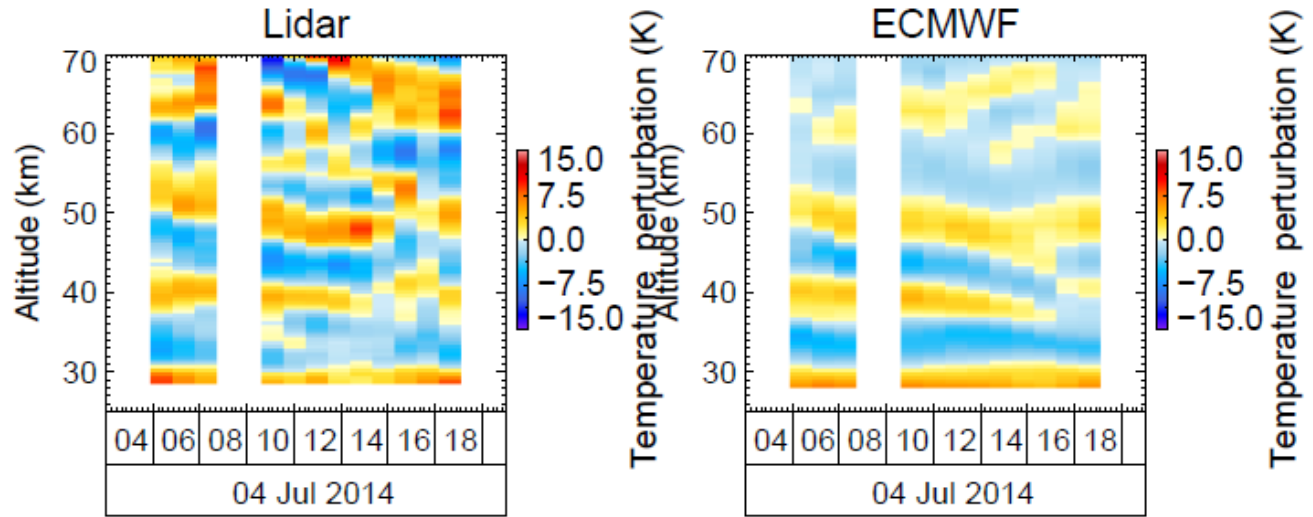 Lidar
Altitude (km)
70
60
50
40
30
04 06 08 10 12 14 16 18
04 Jul 2014
15.0
7.5
0.0
−7.5
−15.0
Temperature perturbation (K)
ECMWF
Altitude (km)
70
60
50
40
30
04 06 08 10 12 14 16 18
04 Jul 2014
15.0
7.5
0.0
−7.5
−15.0
Temperature perturbation (K)